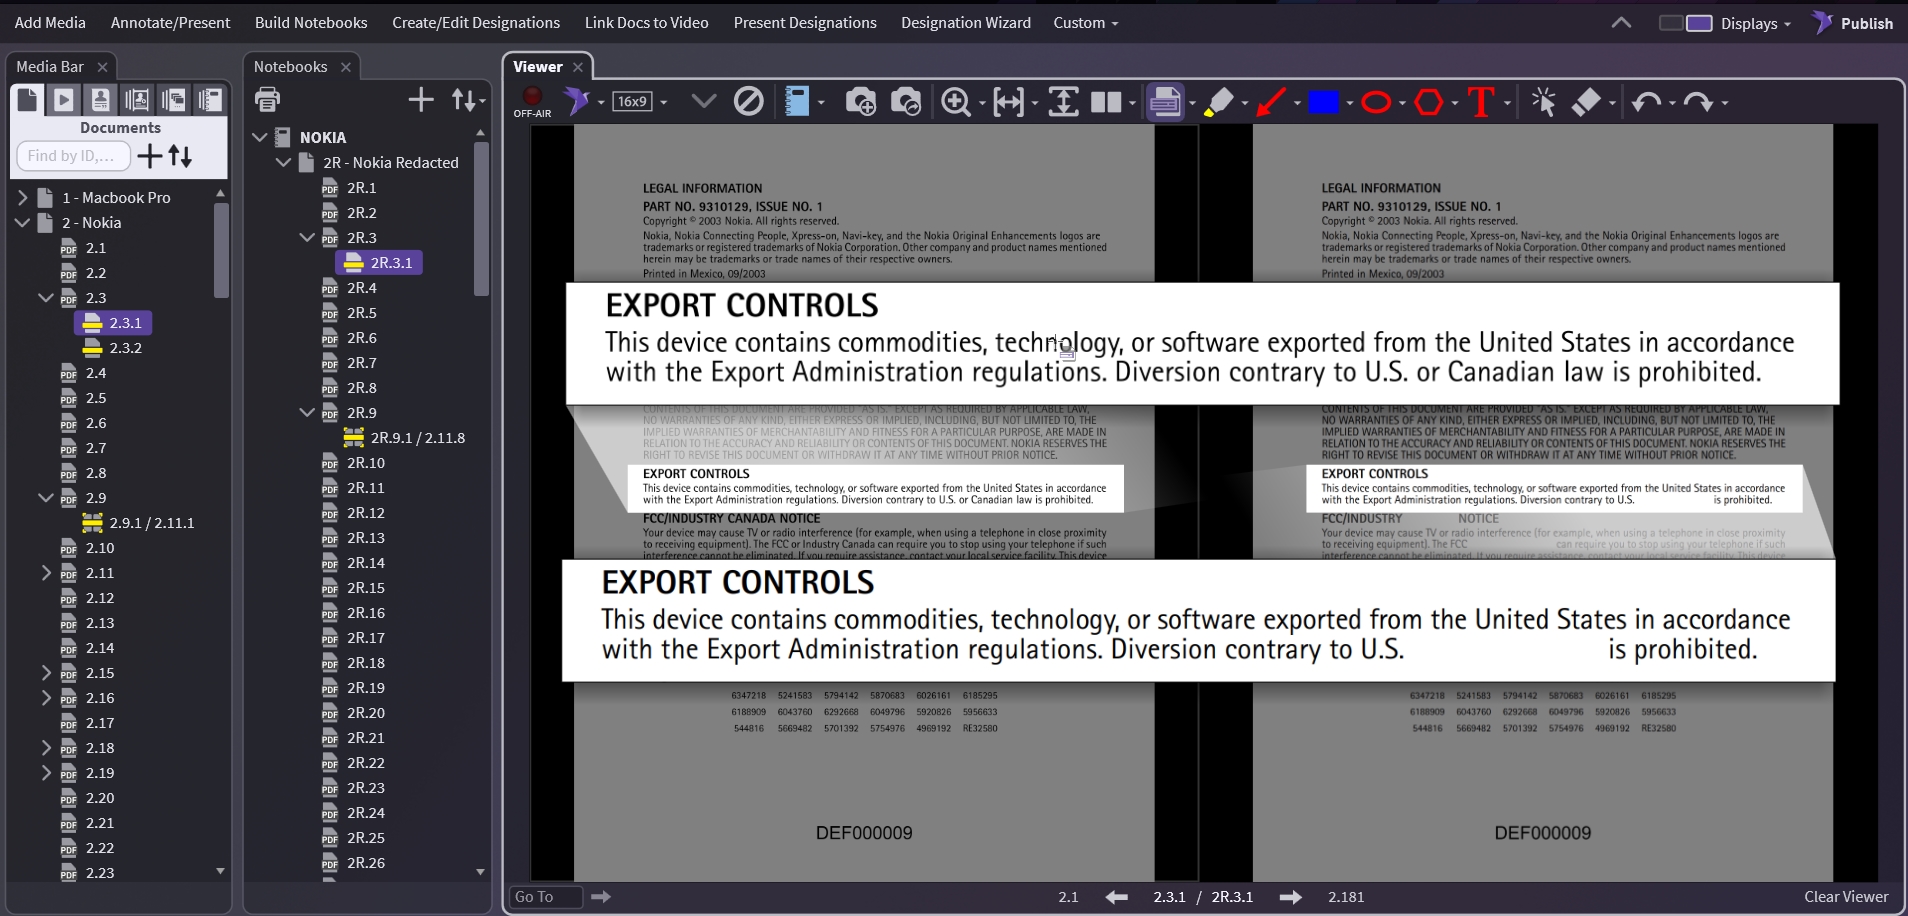 Add Media Annotate/Present Build Notebooks Create/Edit Designations Link Docs to Video Present Designations Designation Wizard Custom Displays Publish
Media Bar
Documents
Find by ID,...
1 - Macbook Pro
2 - Nokia
2.1
2.2
2.3
2.3.1
2.3.2
2.4
2.5
2.6
2.7
2.8
2.9
2.9.1 / 2.11.1
2.10
2.11
2.12
2.13
2.14
2.15
2.16
2.17
2.18
2.19
2.20
2.21
2.22
2.23
Notebooks
NOKIA
2R - Nokia Redacted
2R.1
2R.2
2R.3
2R.3.1
2R.4
2R.5
2R.6
2R.7
2R.8
2R.9
2R.9.1 / 2.11.8
2R.10
2R.11
2R.12
2R.13
2R.14
2R.15
2R.16
2R.17
2R.18
2R.19
2R.20
2R.21
2R.22
2R.23
2R.24
2R.25
2R.26
Viewer
OFF-AIR
16x9
T
LEGAL INFORMATION
PART NO. 9310129, ISSUE NO. 1
Copyright © 2003 Nokia. All rights reserved.
Nokia, Nokia Connecting People, Xpress-on, Navi-key, and the Nokia Original Enhancements logos are
trademarks or registered trademarks of Nokia Corporation. Other company and product names mentioned
herein may be trademarks or trade names of their respective owners.
Printed in Mexico, 09/2003
LEGAL INFORMATION
PART NO. 9310129, ISSUE NO. 1
Copyright © 2003 Nokia. All rights reserved.
Nokia, Nokia Connecting People, Xpress-on, Navi-key, and the Nokia Original Enhancements logos are
trademarks or registered trademarks of Nokia Corporation. Other company and product names mentioned
herein may be trademarks or trade names of their respective owners.
Printed in Mexico, 09/2003
EXPORT CONTROLS
This device contains commodities, technology, or software exported from the United States in accordance
with the Export Administration regulations. Diversion contrary to U.S. or Canadian law is prohibited.
CONTENTS OF THIS DOCUMENT ARE PROVIDED "AS IS." EXCEPT AS REQUIRED BY APPLICABLE LAW,
NO WARRANTIES OF ANY KIND, EITHER EXPRESS OR IMPLIED, INCLUDING, BUT NOT LIMITED TO, THE
IMPLIED WARRANTIES OF MERCHANTABILITY AND FITNESS FOR A PARTICULAR PURPOSE, ARE MADE IN
RELATION TO THE ACCURACY AND RELIABILITY OR CONTENTS OF THIS DOCUMENT. NOKIA RESERVES THE
RIGHT TO REVISE THIS DOCUMENT OR WITHDRAW IT AT ANY TIME WITHOUT PRIOR NOTICE.
EXPORT CONTROLS
This device contains commodities, technology, or software exported from the United States in accordance
with the Export Administration regulations. Diversion contrary to U.S. or Canadian law is prohibited.
FCC/INDUSTRY CANADA NOTICE
Your device may cause TV or radio interference (for example, when using a telephone in close proximity
to receiving equipment). The FCC or Industry Canada can require you to stop using your telephone if such
interference cannot be eliminated. If you require assistance, contact your local service facility. This device
CONTENTS OF THIS DOCUMENT ARE PROVIDED "AS IS." EXCEPT AS REQUIRED BY APPLICABLE LAW,
NO WARRANTIES OF ANY KIND, EITHER EXPRESS OR IMPLIED, INCLUDING, BUT NOT LIMITED TO, THE
IMPLIED WARRANTIES OF MERCHANTABILITY AND FITNESS FOR A PARTICULAR PURPOSE, ARE MADE IN
RELATION TO THE ACCURACY AND RELIABILITY OR CONTENTS OF THIS DOCUMENT. NOKIA RESERVES THE
RIGHT TO REVISE THIS DOCUMENT OR WITHDRAW IT AT ANY TIME WITHOUT PRIOR NOTICE.
EXPORT CONTROLS
This device contains commodities, technology, or software exported from the United States in accordance
with the Export Administration regulations. Diversion contrary to U.S. is prohibited.
FCC/INDUSTRY NOTICE
Your device may cause TV or radio interference (for example, when using a telephone in close proximity
to receiving equipment). The FCC can require you to stop using your telephone if such
interference cannot be eliminated. If you require assistance, contact your local service facility. This device
EXPORT CONTROLS
This device contains commodities, technology, or software exported from the United States in accordance
with the Export Administration regulations. Diversion contrary to U.S. is prohibited.
6347218 5241583 5794142 5870683 6026161 6185295
6188909 6043760 6292668 6049796 5920826 5956633
544816 5669482 5701392 5754976 4969192 RE32580
DEF000009
6347218 5241583 5794142 5870683 6026161 6185295
6188909 6043760 6292668 6049796 5920826 5956633
544816 5669482 5701392 5754976 4969192 RE32580
DEF000009
Go To 2.1 2.3.1 / 2R.3.1 2.181 Clear Viewer